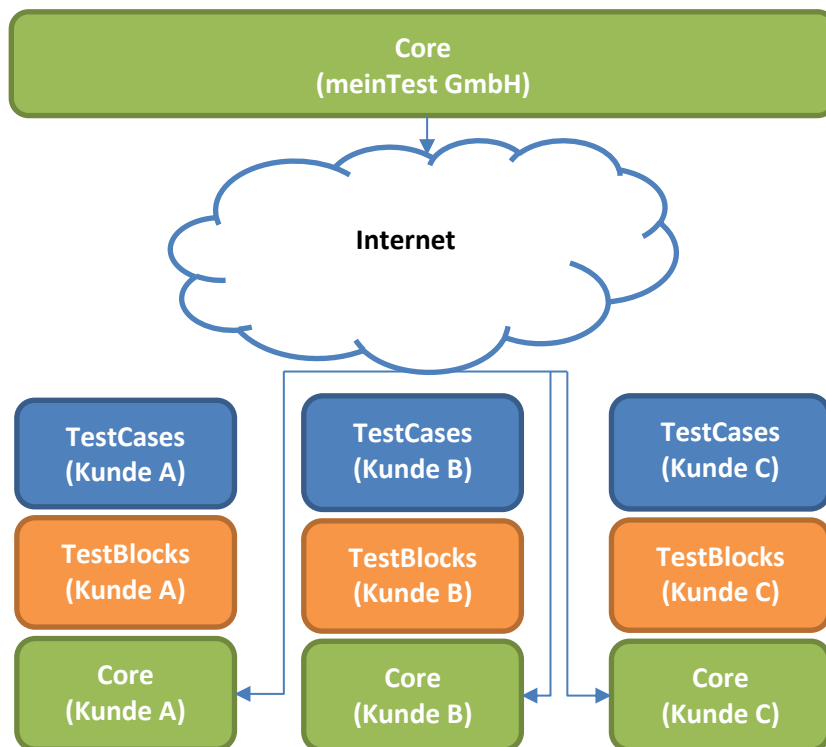 Core
(meinTest GmbH)
Internet
TestCases
(Kunde A)
TestCases
(Kunde B)
TestCases
(Kunde C)
TestBlocks
(Kunde A)
TestBlocks
(Kunde B)
TestBlocks
(Kunde C)
Core
(Kunde A)
Core
(Kunde B)
Core
(Kunde C)